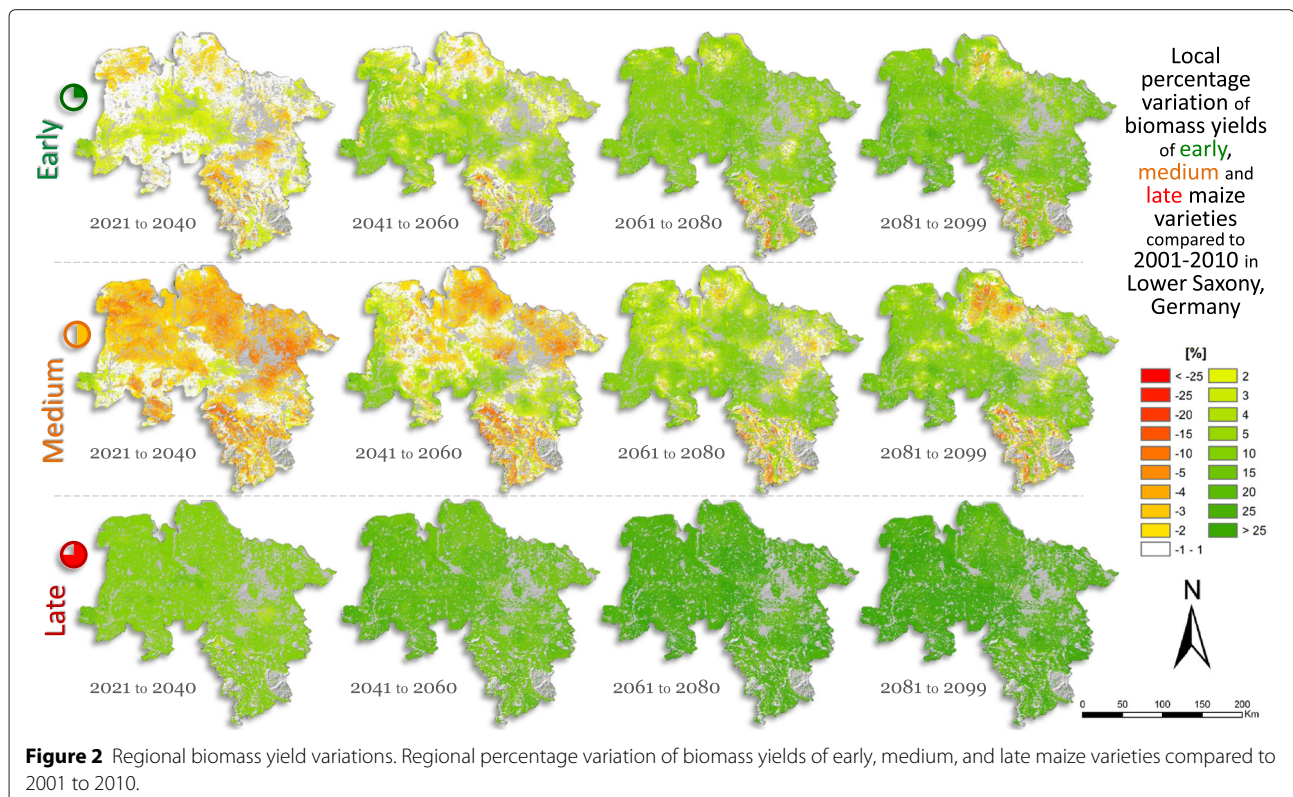 Early
2021 to 2040
2041 to 2060
2061 to 2080
2081 to 2099
Medium
2021 to 2040
2041 to 2060
2061 to 2080
2081 to 2099
Late
2021 to 2040
2041 to 2060
2061 to 2080
2081 to 2099
Local
percentage
variation of
biomass yields
of early,
medium and
late maize
varieties
compared to
2001-2010 in
Lower Saxony,
Germany
[%]
< -25
-25
-20
-15
-10
-5
-4
-3
-2
-1 - 1
2
3
4
5
10
15
20
25
> 25
N
0 50 100 150 200
Km
Figure 2 Regional biomass yield variations. Regional percentage variation of biomass yields of early, medium, and late maize varieties compared to
2001 to 2010.